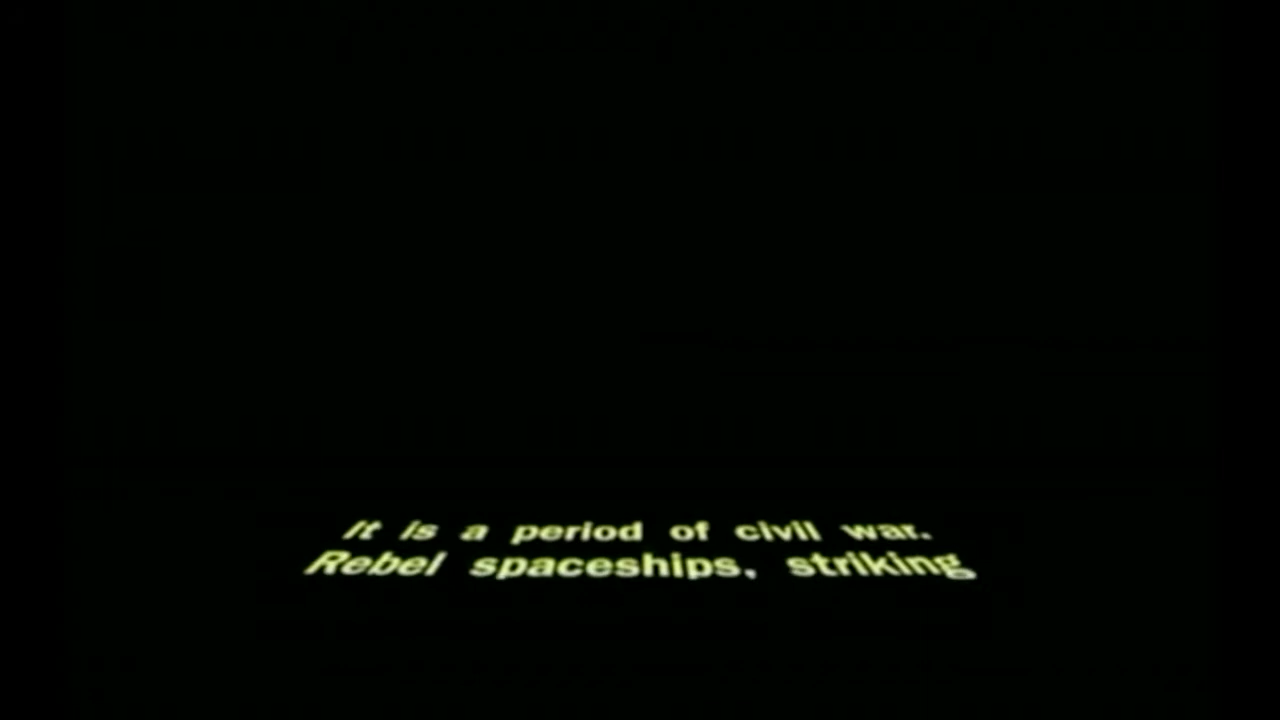 It is a period of civil war.
Rebel spaceships, striking